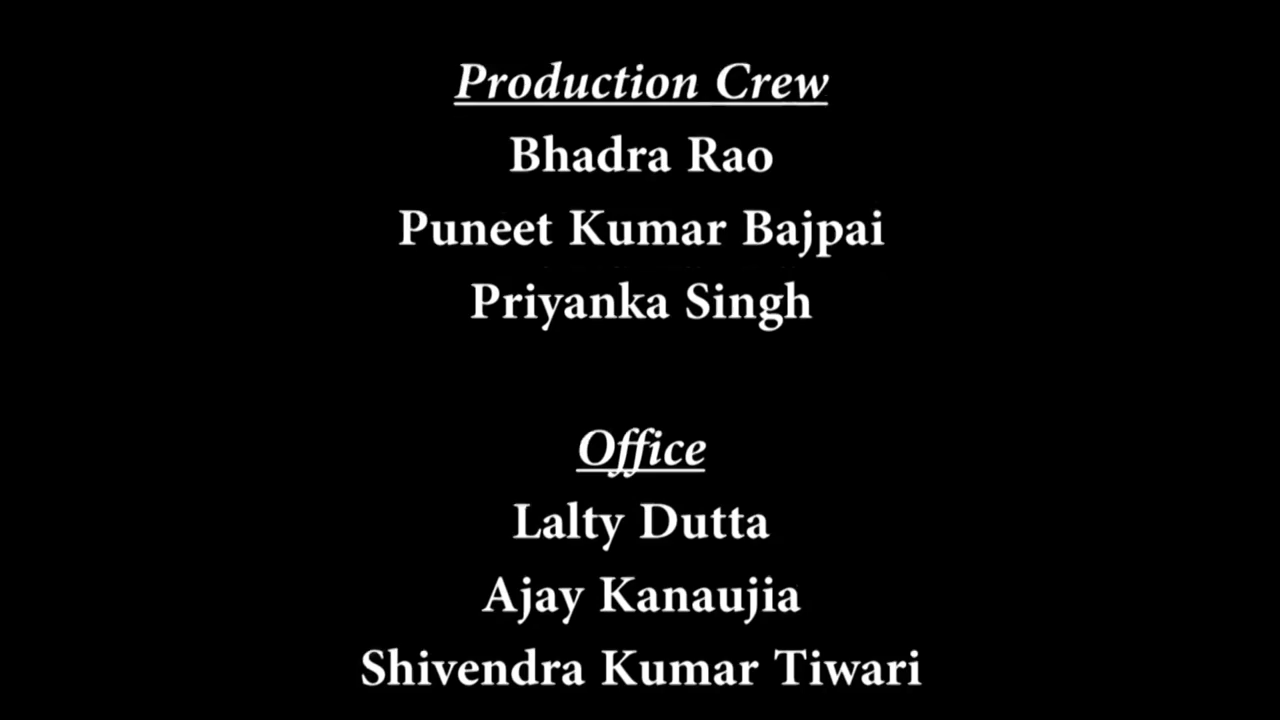 Production Crew
Bhadra Rao
Puneet Kumar Bajpai
Priyanka Singh
Office
Lalty Dutta
Ajay Kanaujia
Shivendra Kumar Tiwari